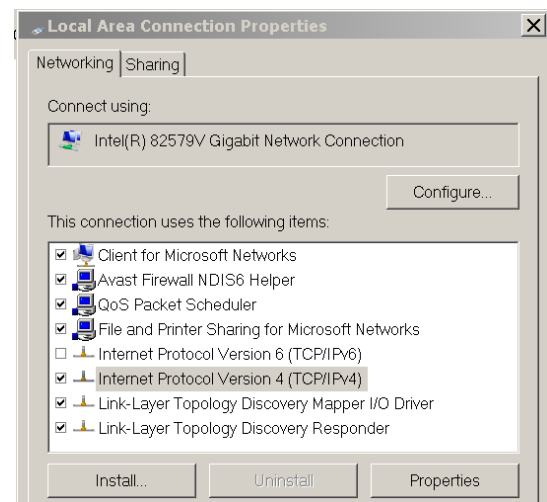 Local Area Connection Properties
Networking Sharing
Connect using:
Intel(R) 82579V Gigabit Network Connection
Configure...
This connection uses the following items:
Client for Microsoft Networks
Avast Firewall NDIS6 Helper
QoS Packet Scheduler
File and Printer Sharing for Microsoft Networks
Internet Protocol Version 6 (TCP/IPv6)
Internet Protocol Version 4 (TCP/IPv4)
Link-Layer Topology Discovery Mapper I/O Driver
Link-Layer Topology Discovery Responder
Install... Uninstall Properties